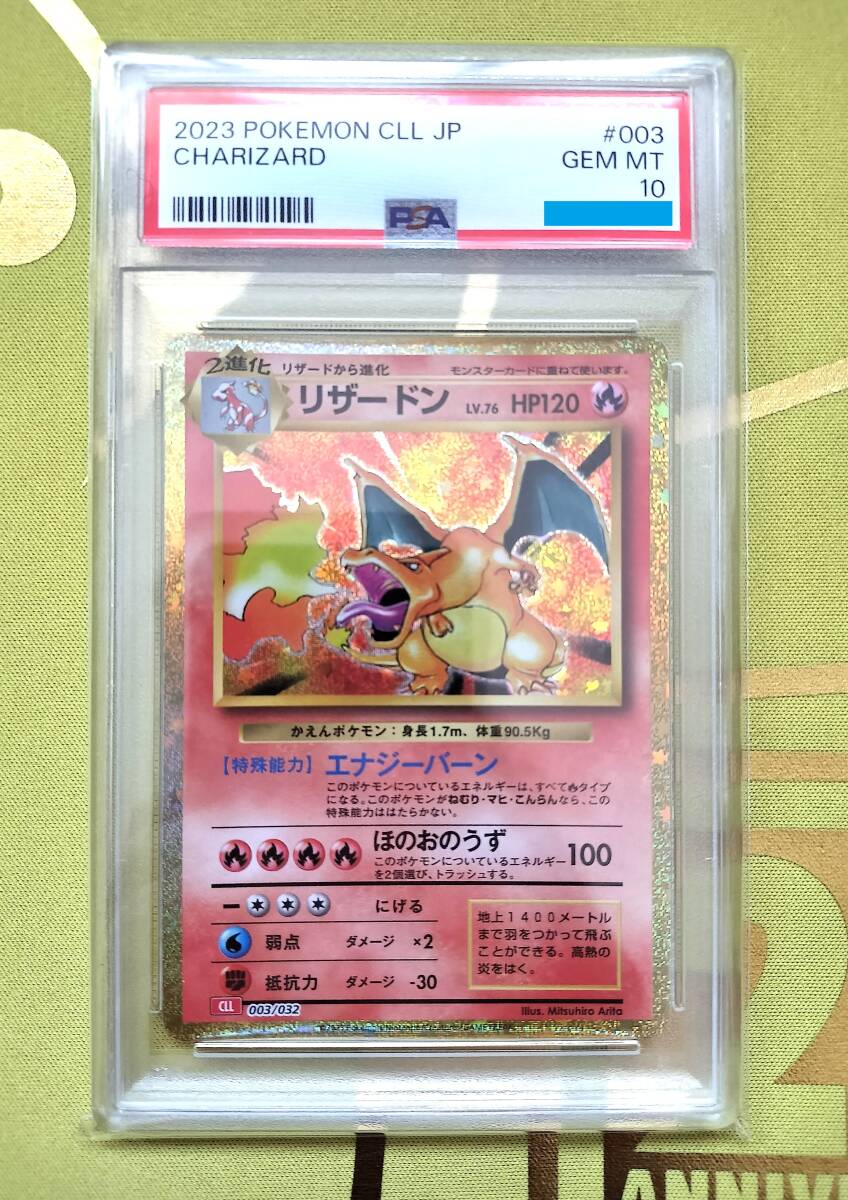 2023 POKEMON CLL JP #003
CHARIZARD GEM MT
10
PSA
2進化 リザードから進化 モンスターカードに重ねて使います。
リザードン LV.76 HP120
かえんポケモン：身長1.7m、体重90.5Kg
【特殊能力】エナジーバーン
このポケモンについているエネルギーは、すべて タイプ
になる。このポケモンがねむり・マヒ・こんらんなら、この
特殊能力ははたらかない。
ほのおのうず 100
このポケモンについているエネルギー
を2個選び、トラッシュする。
にげる
弱点 ダメージ ×2
抵抗力 ダメージ -30
地上1400メートル
まで羽をつかって飛ぶ
ことができる。高熱の
炎をはく。
CLL 003/032
Illus. Mitsuhiro Arita
2